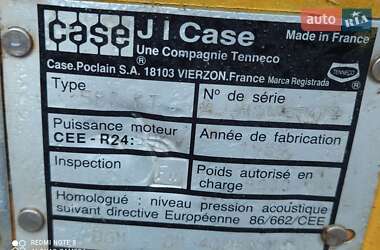 auto RIA
case J I Case
Made in France
Une Compagnie Tenneco
TENNECO
Case.Poclain S.A. 18103 VIERZON.France Marca Registrada
Type
N° de série
Puissance moteur
CEE - R24:
Année de fabrication
Inspection
Poids autorisé en
charge
Homologué : niveau pression acoustique
suivant directive Européenne 86/662/CEE
REDMI NOTE 8